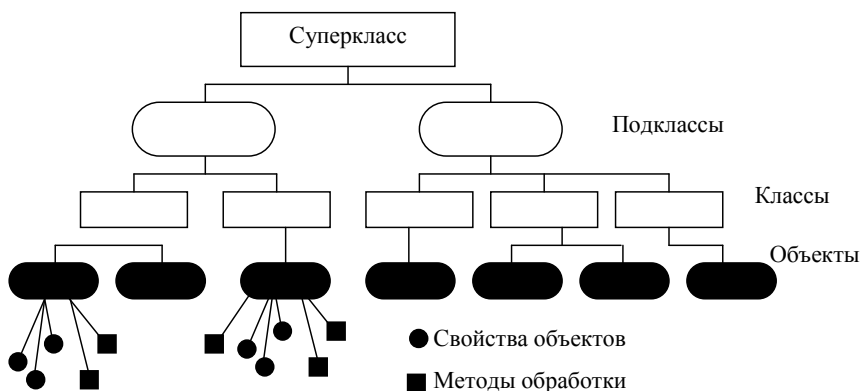 Суперкласс
Подклассы
Классы
Объекты
Свойства объектов
Методы обработки